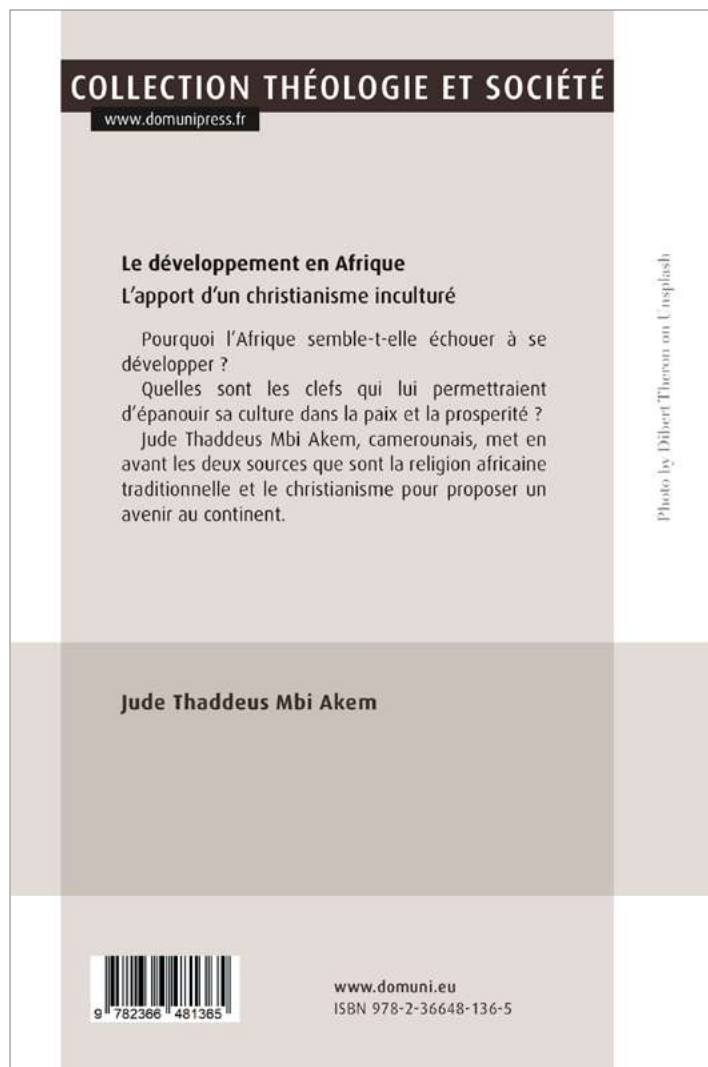 COLLECTION THÉOLOGIE ET SOCIÉTÉ
www.domunipress.fr
Le développement en Afrique
L’apport d’un christianisme inculturé
Pourquoi l’Afrique semble-t-elle échouer à se
développer ?
Quelles sont les clefs qui lui permettraient
d’épanouir sa culture dans la paix et la prosperité ?
Jude Thaddeus Mbi Akem, camerounais, met en
avant les deux sources que sont la religion africaine
traditionnelle et le christianisme pour proposer un
avenir au continent.
Photo by Dibert Theron on Unsplash
Jude Thaddeus Mbi Akem
9 782366 481365
www.domuni.eu
ISBN 978-2-36648-136-5